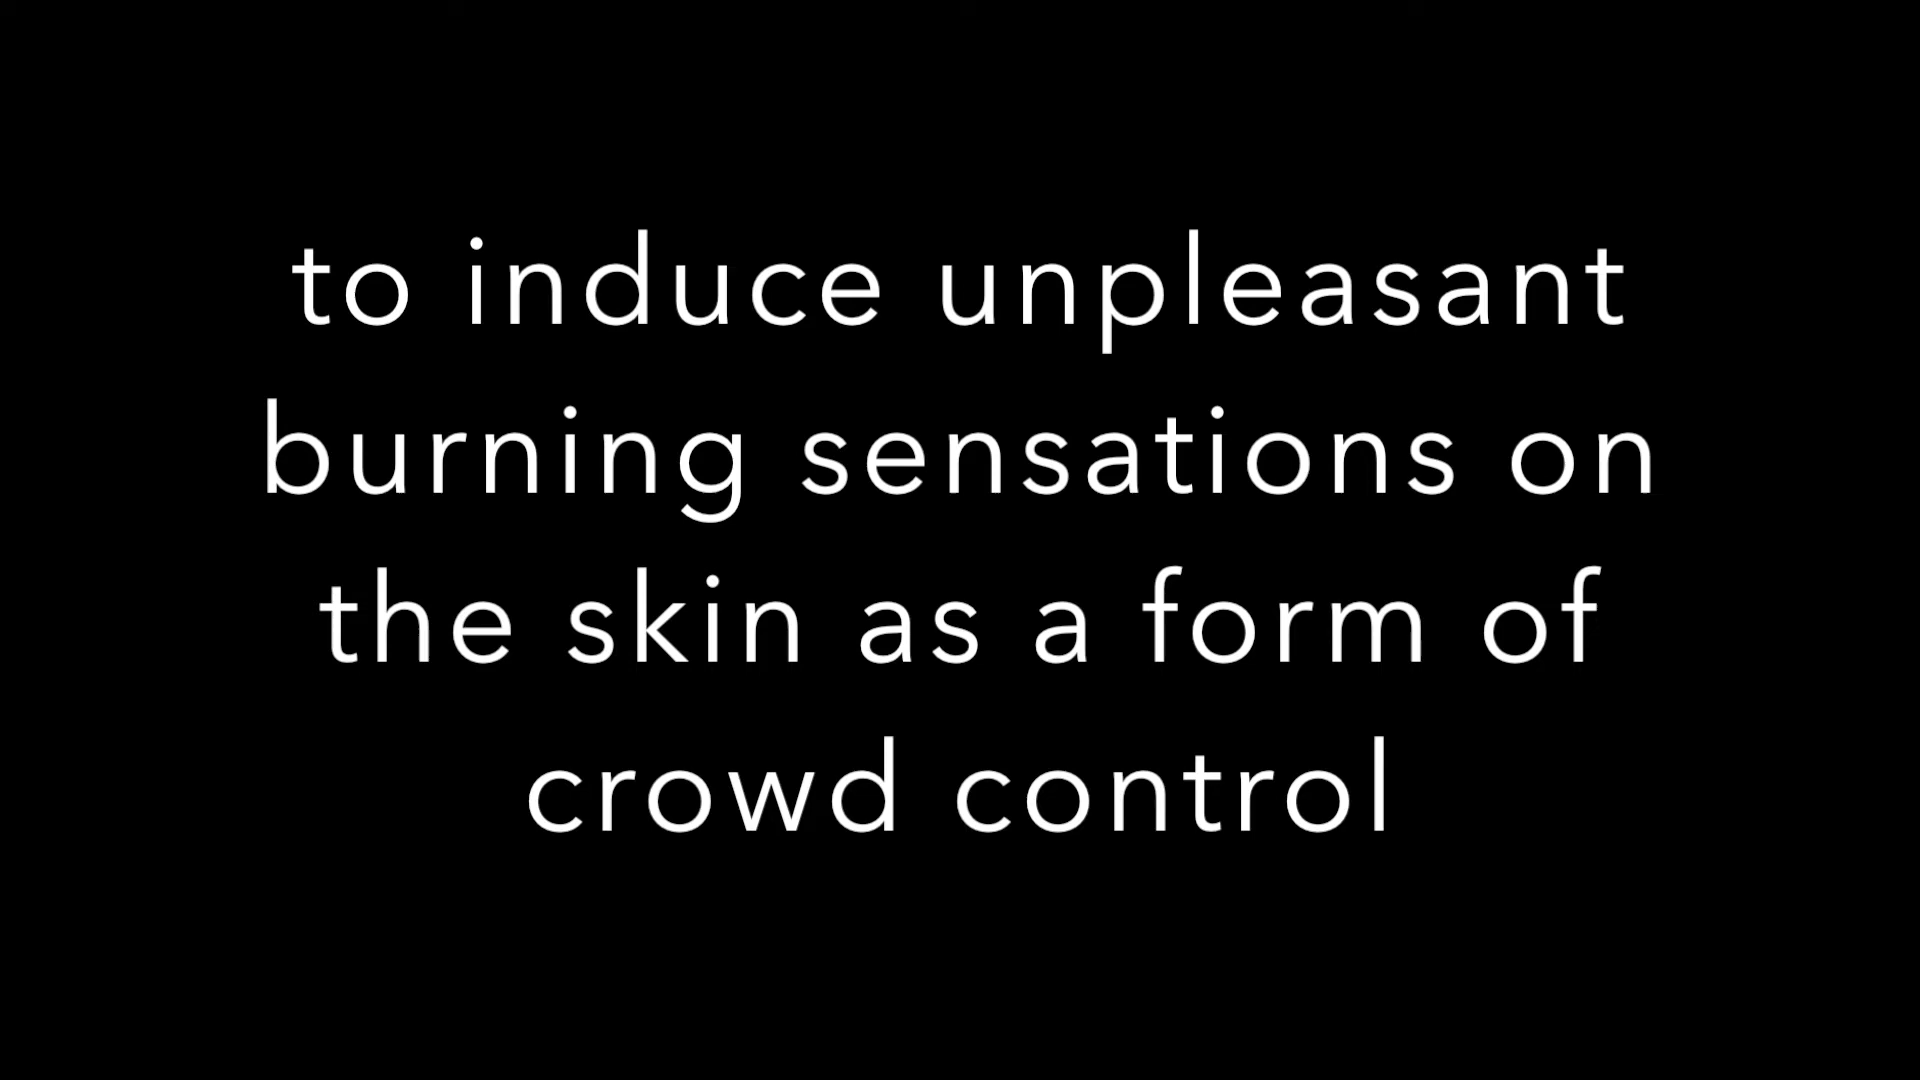 to induce unpleasant
burning sensations on
the skin as a form of
crowd control